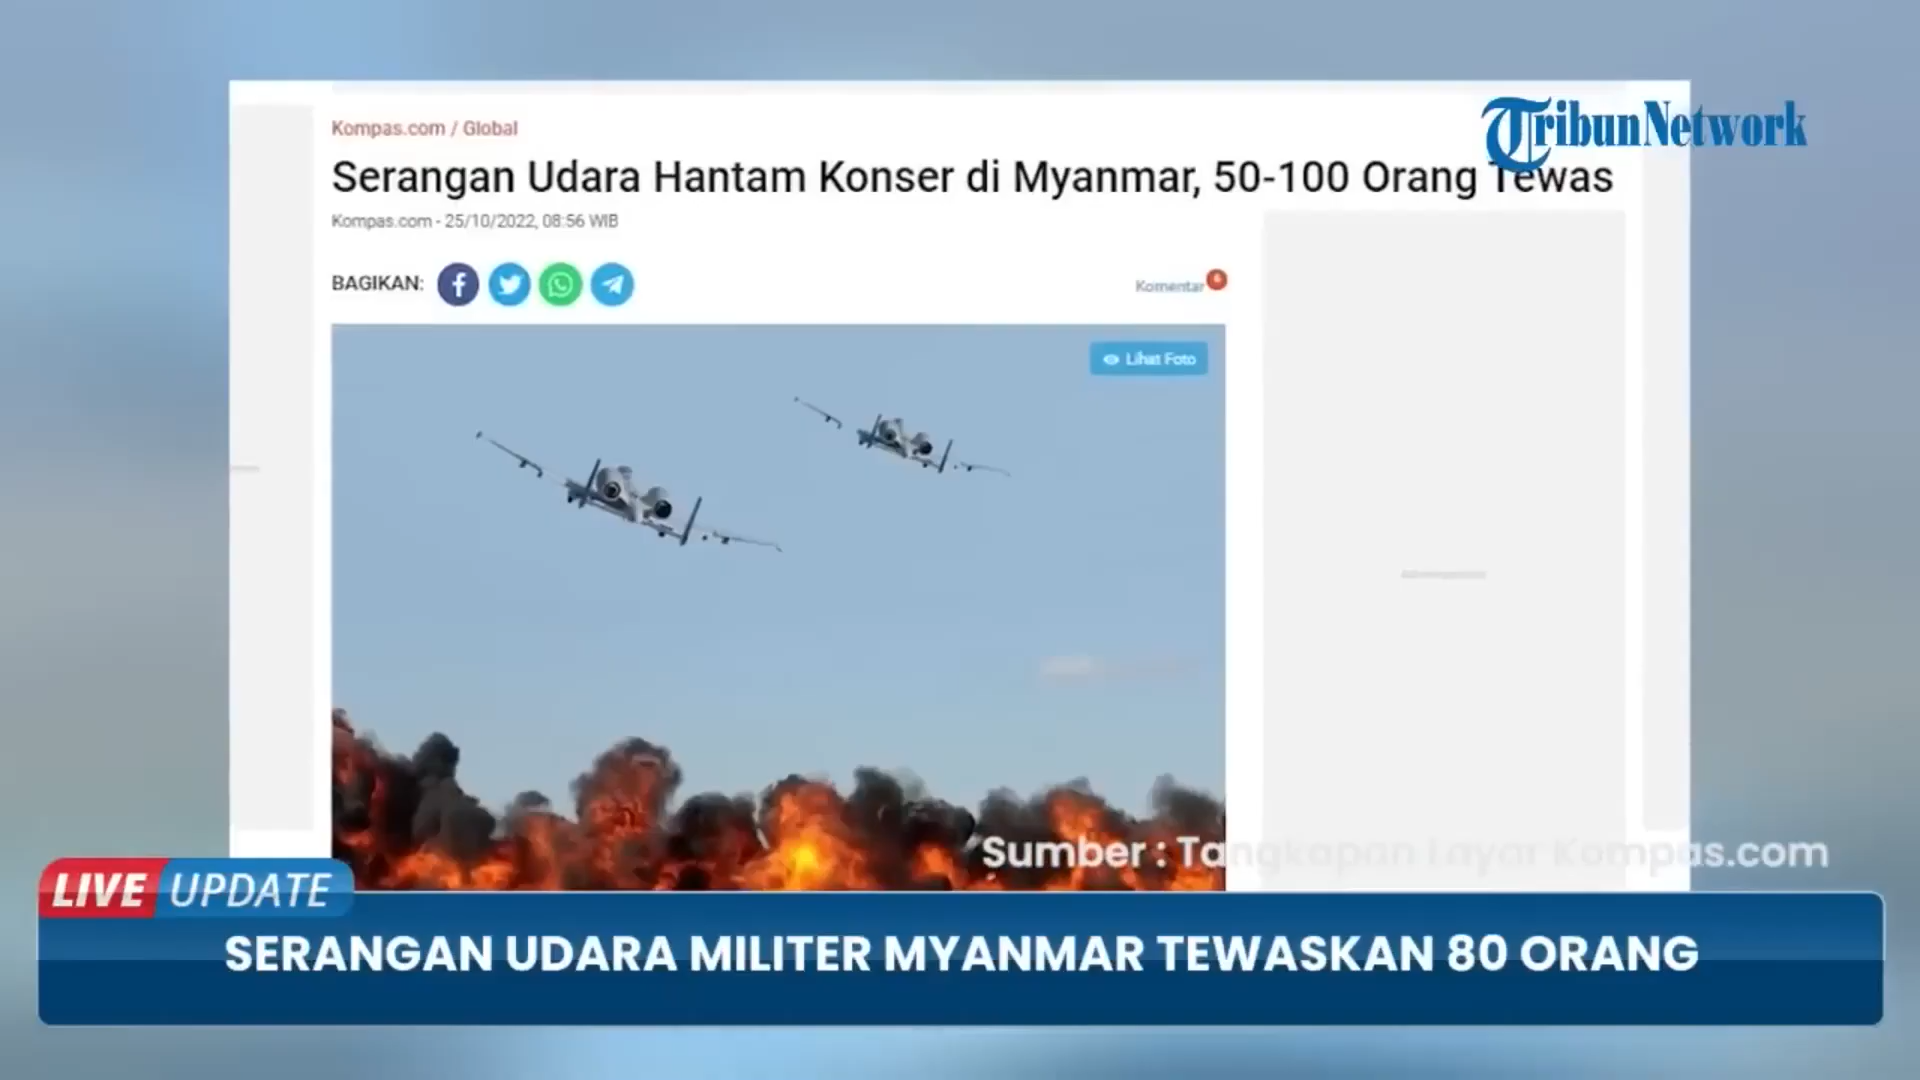 TribunNetwork
Kompas.com / Global
Serangan Udara Hantam Konser di Myanmar, 50-100 Orang Tewas
Kompas.com - 25/10/2022, 08:56 WIB
BAGIKAN:
Komentar
Lihat Foto
Sumber : Tangkapan Layar Kompas.com
LIVE UPDATE
SERANGAN UDARA MILITER MYANMAR TEWASKAN 80 ORANG